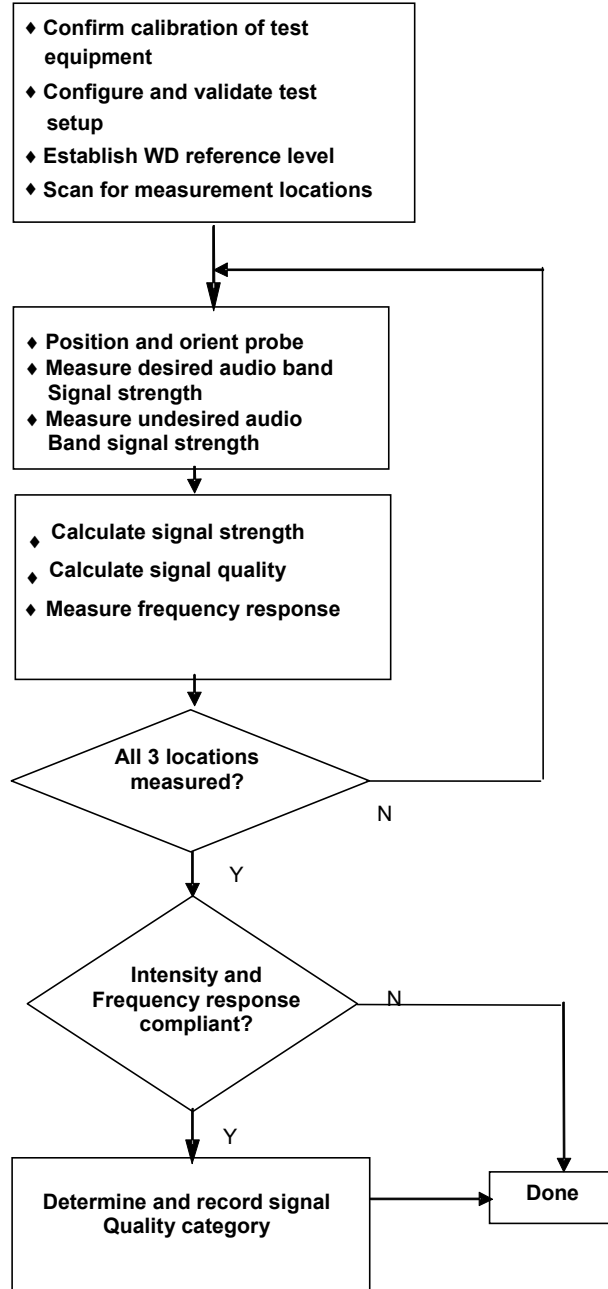 ♦ Confirm calibration of test
equipment
♦ Configure and validate test
setup
♦ Establish WD reference level
♦ Scan for measurement locations
♦ Position and orient probe
♦ Measure desired audio band
Signal strength
♦ Measure undesired audio
Band signal strength
♦ Calculate signal strength
♦ Calculate signal quality
♦ Measure frequency response
All 3 locations
measured?
N
Y
Intensity and
Frequency response
compliant?
N
Y
Determine and record signal
Quality category
Done